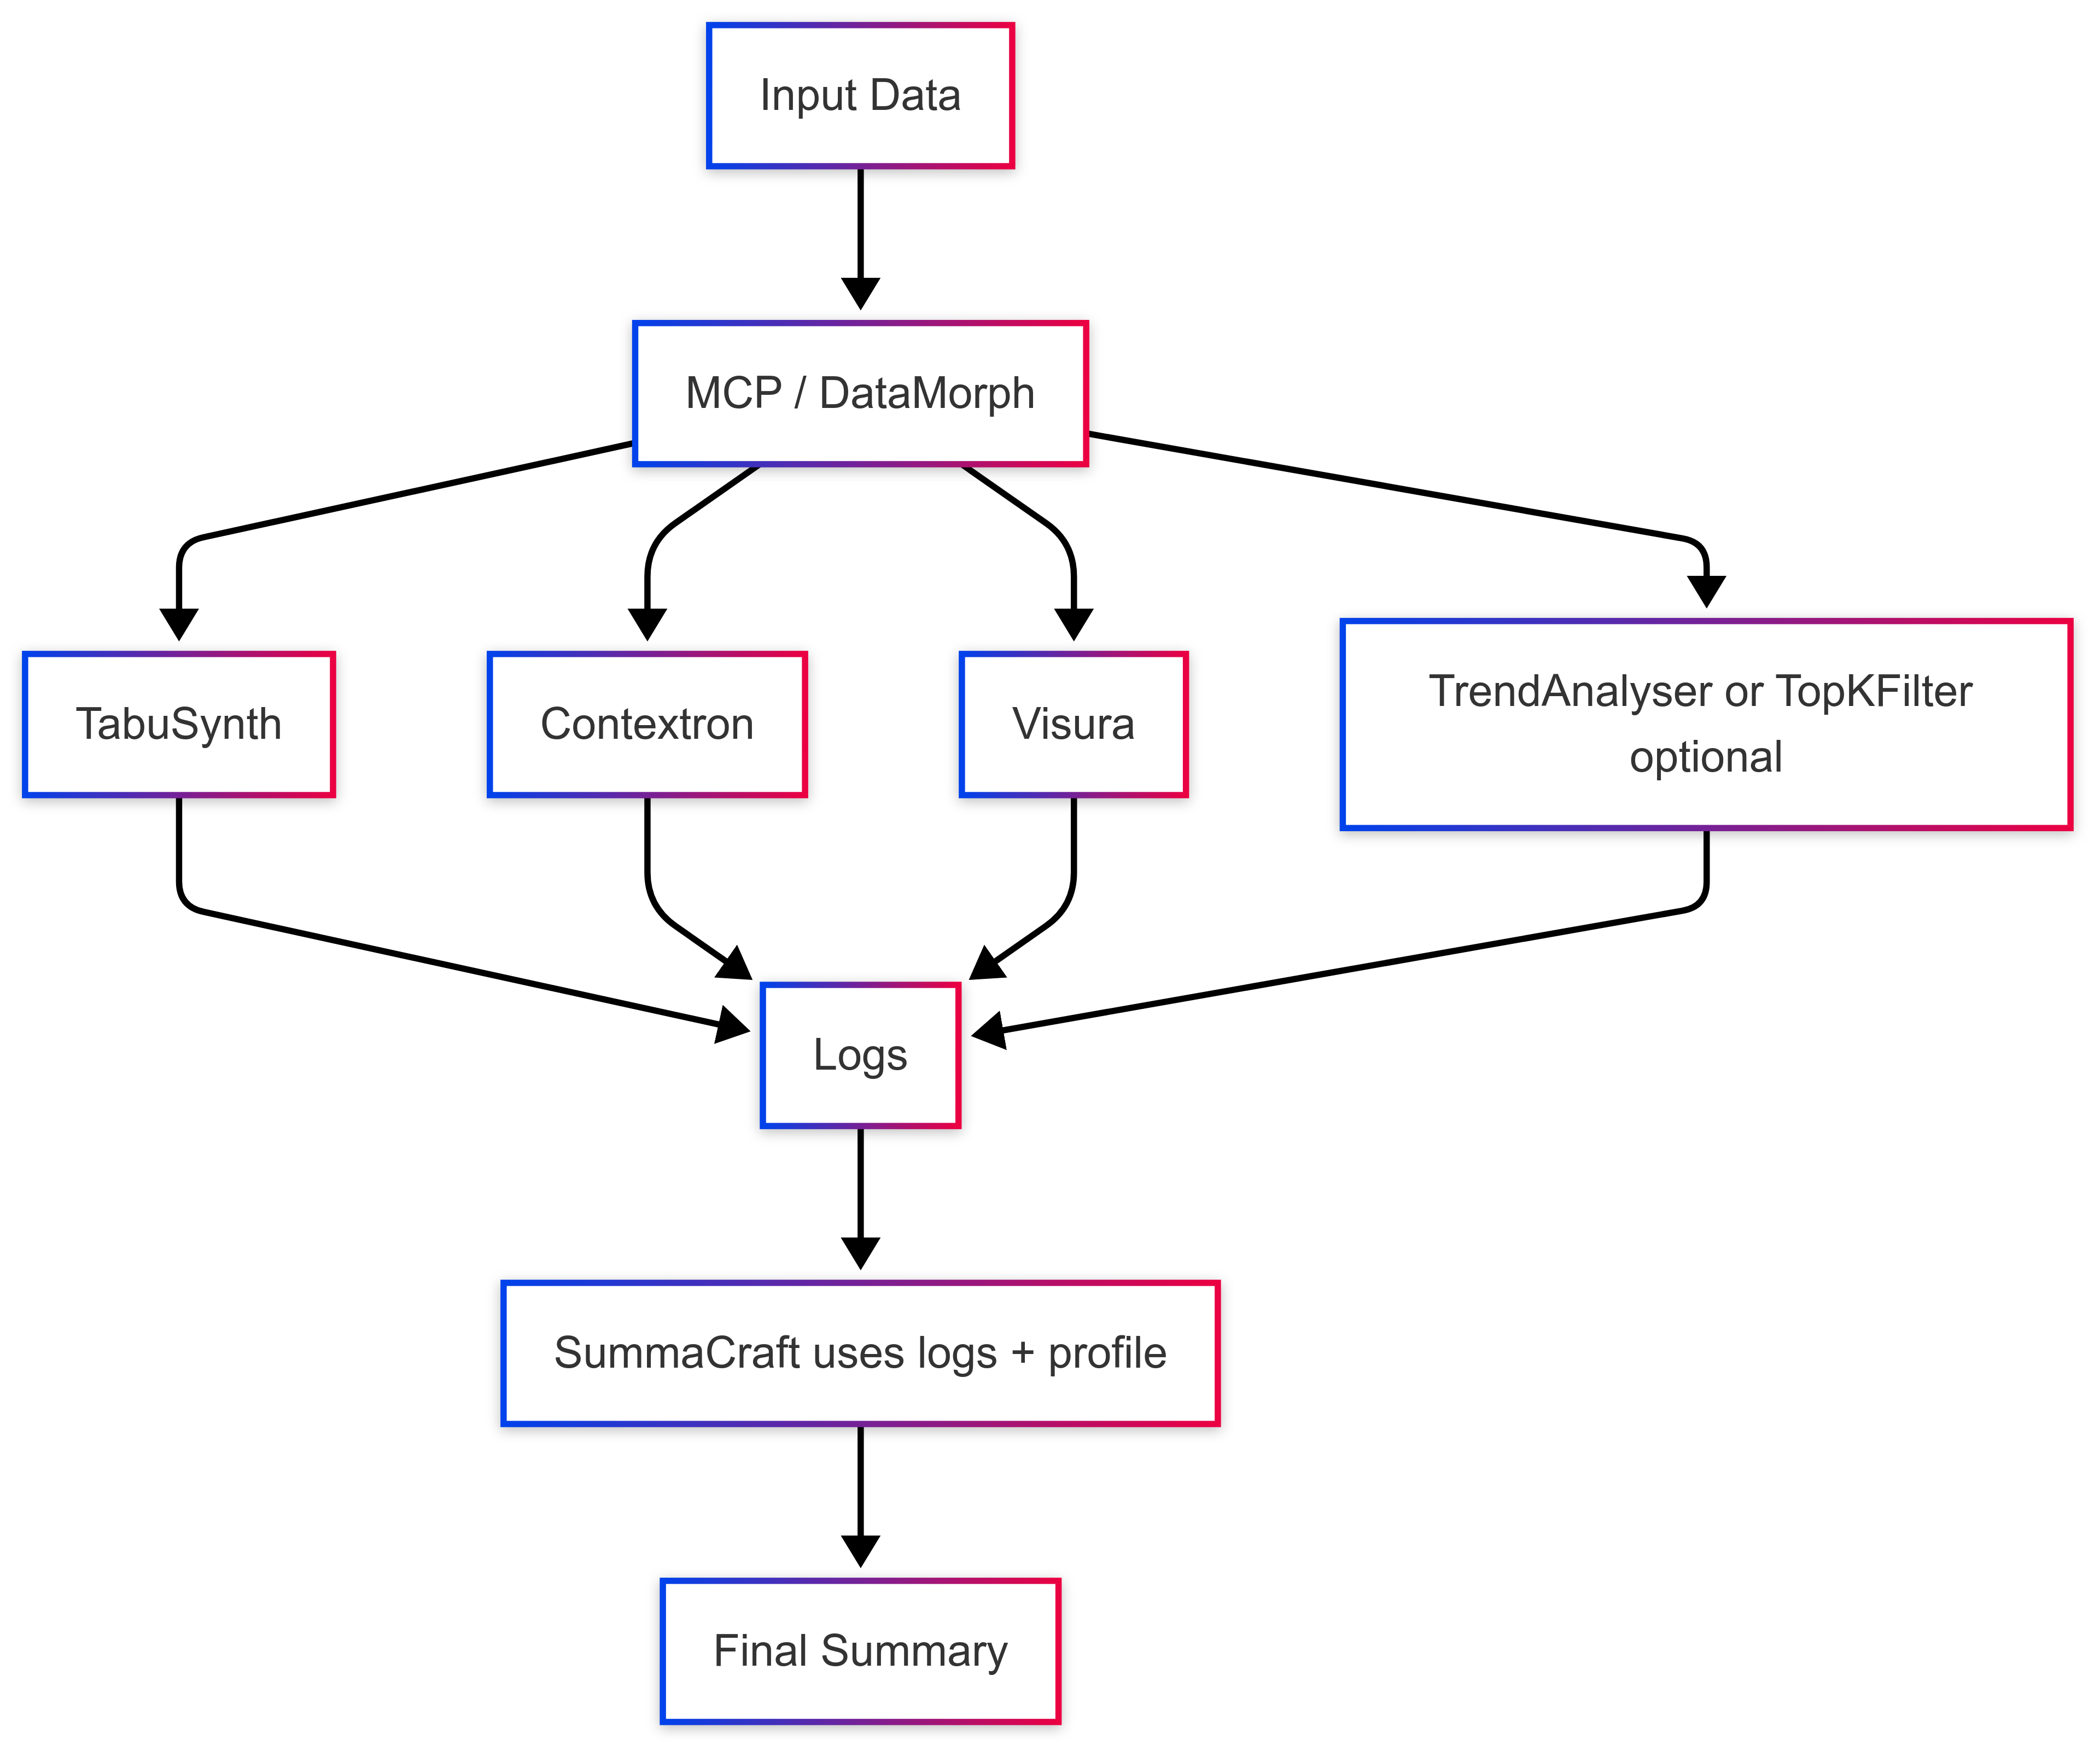 Input Data
MCP / DataMorph
TabuSynth
Contextron
Visura
TrendAnalyser or TopKFilter
optional
Logs
SummaCraft uses logs + profile
Final Summary